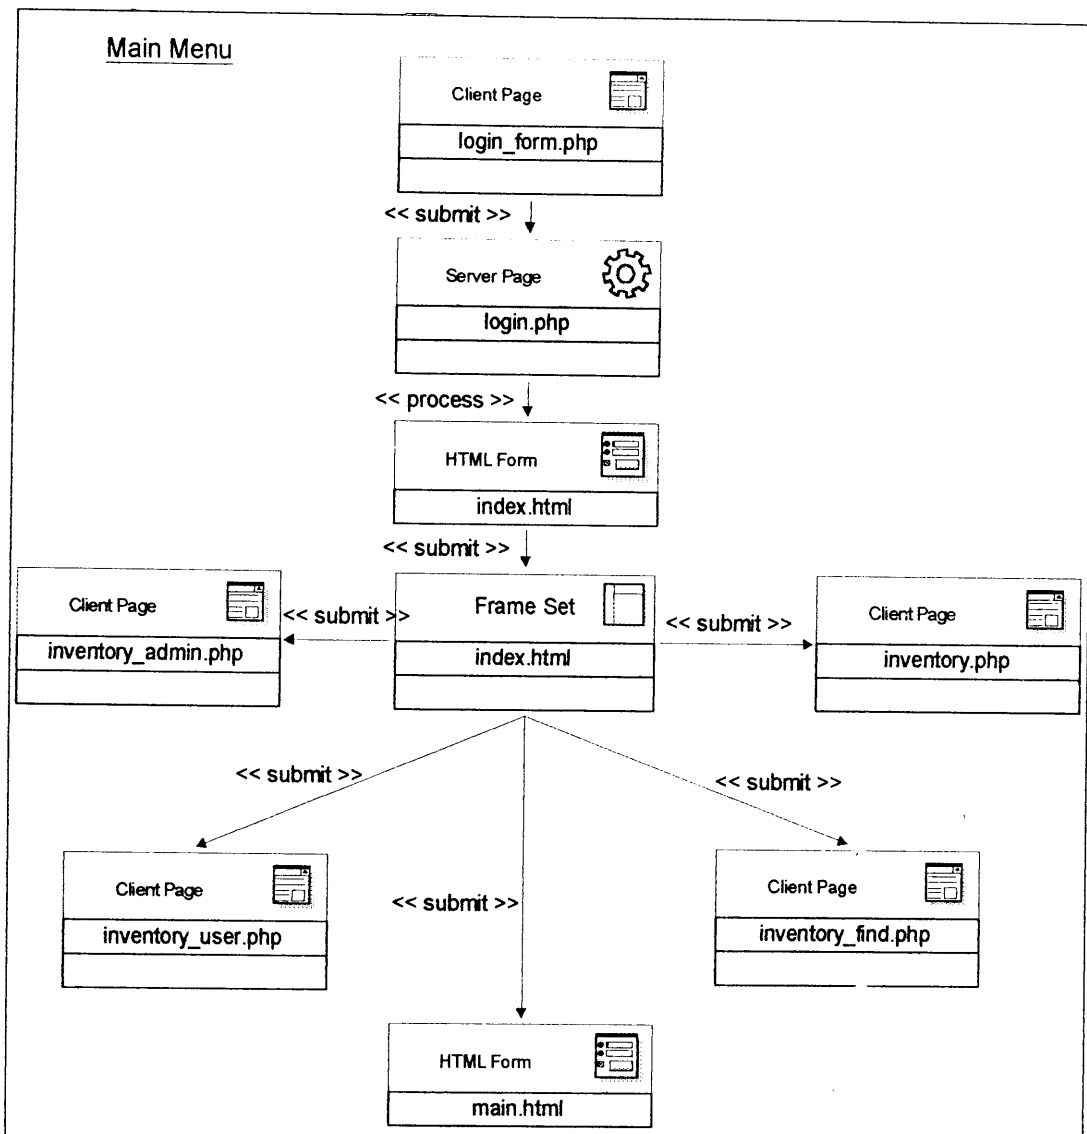 Main Menu
Client Page
login_form.php
<< submit >>
Server Page
login.php
<< process >>
HTML Form
index.html
<< submit >>
Client Page
inventory_admin.php
<< submit >>
Frame Set
index.html
<< submit >>
Client Page
inventory.php
<< submit >>
<< submit >>
Client Page
inventory_user.php
<< submit >>
Client Page
inventory_find.php
HTML Form
main.html